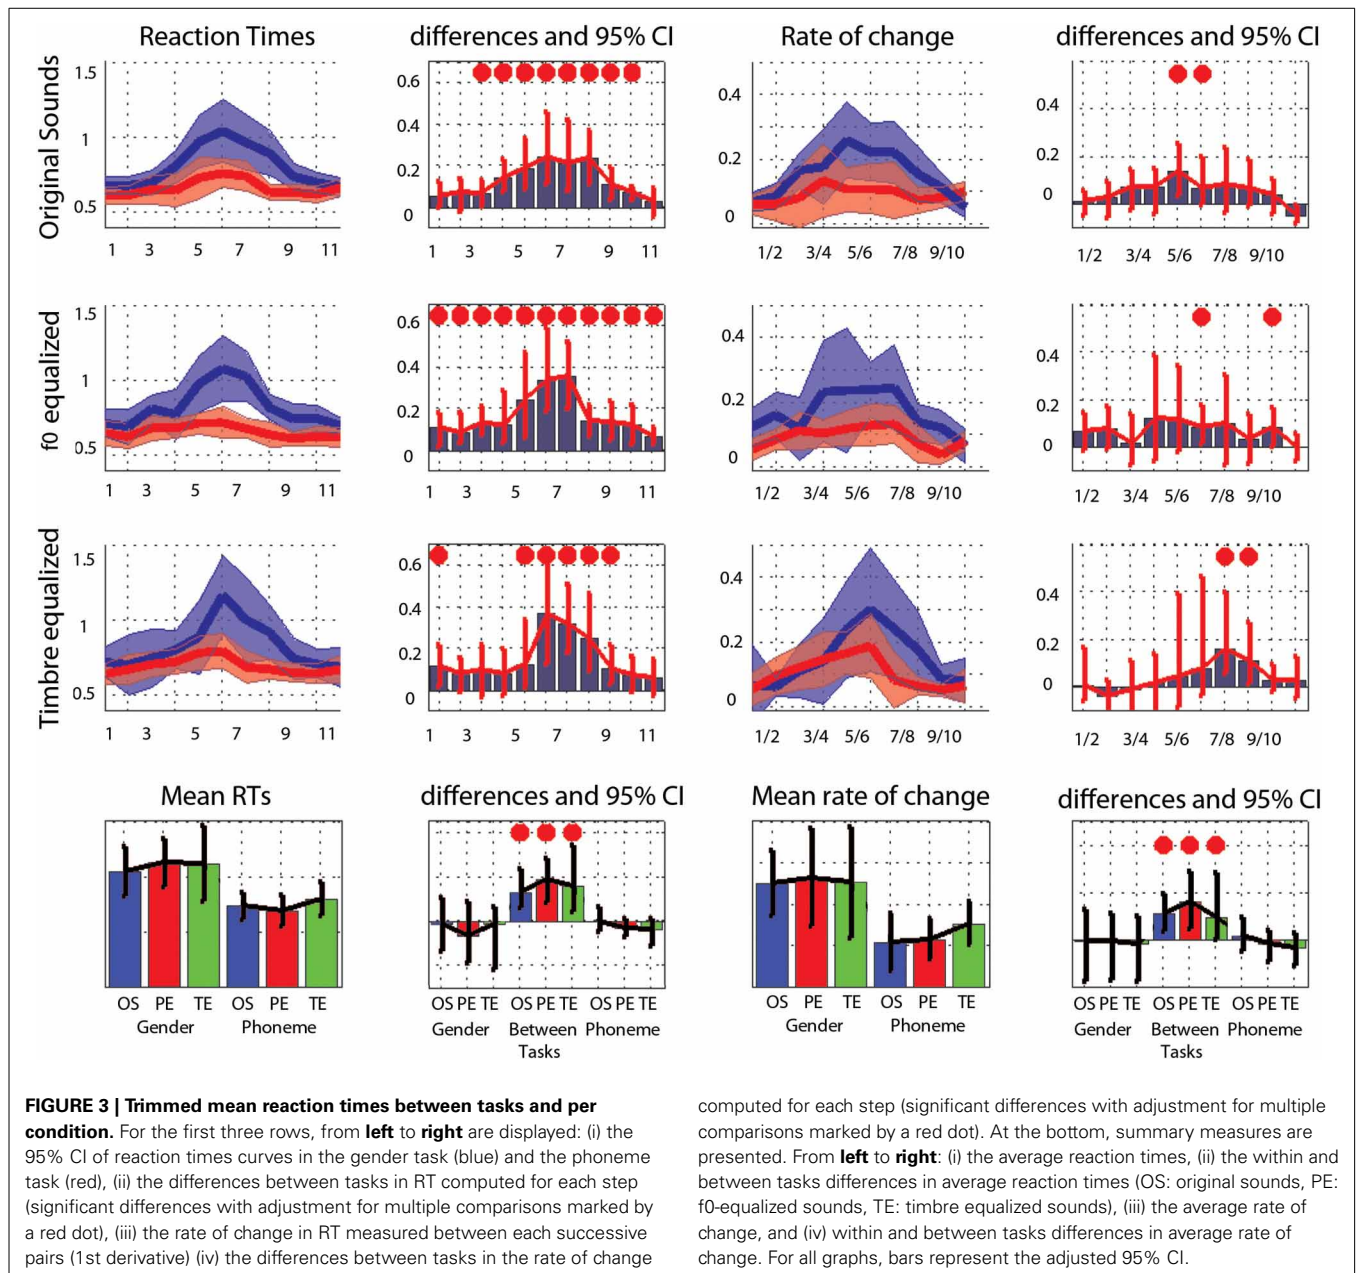 Reaction Times
differences and 95% CI
Rate of change
differences and 95% CI
Original Sounds
1.5
1
0.5
1 3 5 7 9 11
0.6
0.4
0.2
0
1 3 5 7 9 11
0.4
0.2
0
1/2 3/4 5/6 7/8 9/10
0.4
0.2
0
1/2 3/4 5/6 7/8 9/10
f0 equalized
1.5
1
0.5
1 3 5 7 9 11
0.6
0.4
0.2
0
1 3 5 7 9 11
0.4
0.2
0
1/2 3/4 5/6 7/8 9/10
0.4
0.2
0
1/2 3/4 5/6 7/8 9/10
Timbre equalized
1.5
1
0.5
1 3 5 7 9 11
0.6
0.4
0.2
0
1 3 5 7 9 11
0.4
0.2
0
1/2 3/4 5/6 7/8 9/10
0.4
0.2
0
1/2 3/4 5/6 7/8 9/10
Mean RTs
differences and 95% CI
Mean rate of change
differences and 95% CI
OS PE TE OS PE TE
Gender Phoneme
OS PE TE OS PE TE OS PE TE
Gender Between Phoneme
Tasks
OS PE TE OS PE TE
Gender Phoneme
OS PE TE OS PE TE OS PE TE
Gender Between Phoneme
Tasks
FIGURE 3 | Trimmed mean reaction times between tasks and per
condition. For the first three rows, from left to right are displayed: (i) the
95% CI of reaction times curves in the gender task (blue) and the phoneme
task (red), (ii) the differences between tasks in RT computed for each step
(significant differences with adjustment for multiple comparisons marked by
a red dot), (iii) the rate of change in RT measured between each successive
pairs (1st derivative) (iv) the differences between tasks in the rate of change
computed for each step (significant differences with adjustment for multiple
comparisons marked by a red dot). At the bottom, summary measures are
presented. From left to right: (i) the average reaction times, (ii) the within and
between tasks differences in average reaction times (OS: original sounds, PE:
f0-equalized sounds, TE: timbre equalized sounds), (iii) the average rate of
change, and (iv) within and between tasks differences in average rate of
change. For all graphs, bars represent the adjusted 95% CI.